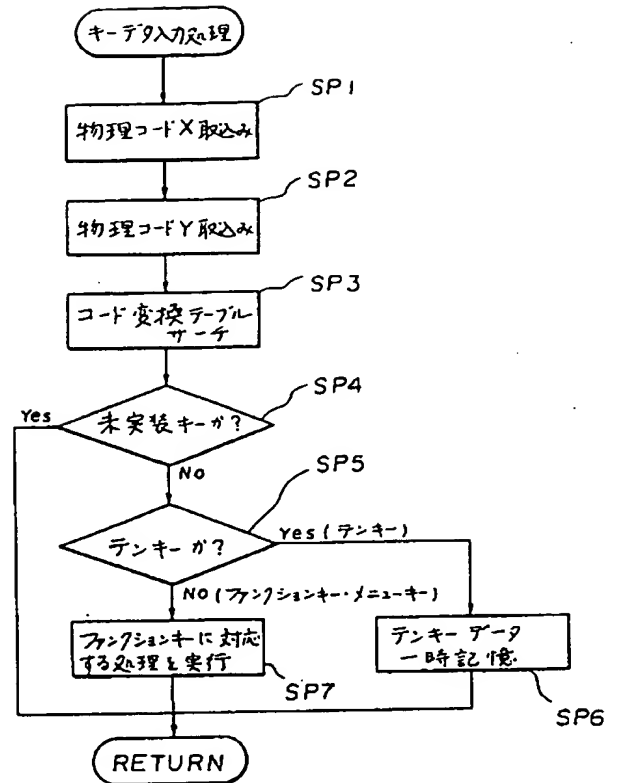 キーデータ入力処理
SP1
物理コードX取込み
SP2
物理コードY取込み
SP3
コード変換テーブル
サーチ
SP4
Yes
未実装キーか?
NO
SP5
テンキーか?
Yes(テンキー)
NO(ファンクションキー・メニューキー)
ファンクションキーに対応
する処理を実行
SP7
テンキーデータ
一時記憶
SP6
RETURN